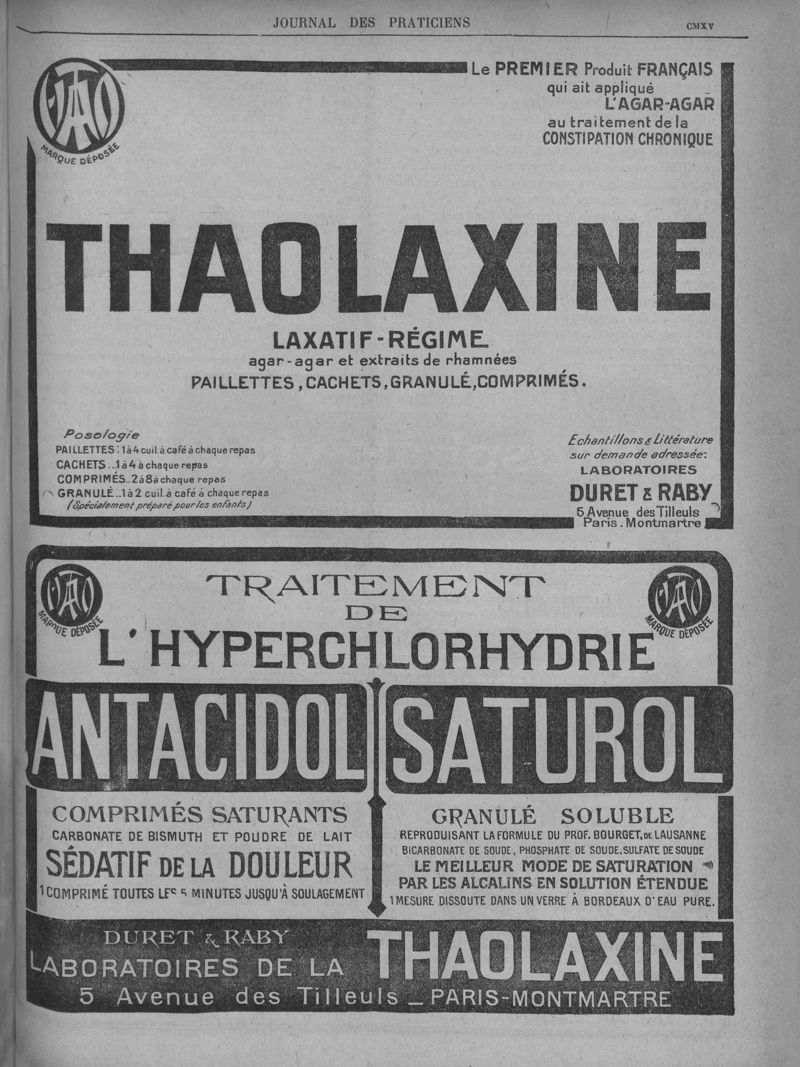 JOURNAL DES PRATICIENS
CMXV
THAO
MARQUE DÉPOSÉE
Le PREMIER Produit FRANÇAIS
qui ait appliqué
L'AGAR-AGAR
au traitement de la
CONSTIPATION CHRONIQUE
THAOLAXINE
LAXATIF-RÉGIME
agar-agar et extraits de rhamnées
PAILLETTES, CACHETS, GRANULÉ, COMPRIMÉS.
Posologie
PAILLETTES: 1 à 4 cuil. à café à chaque repas
CACHETS..1 à 4 à chaque repas
COMPRIMÉS..2 à 8 à chaque repas
GRANULÉ..1 à 2 cuil. à café à chaque repas
(Spécialement préparé pour les enfants)
Echantillons & Littérature
sur demande adressée:
LABORATOIRES
DURET & RABY
5 Avenue des Tilleuls
Paris.Montmartre
THAO
MARQUE DÉPOSÉE
THAO
MARQUE DÉPOSÉE
TRAITEMENT
DE
L'HYPERCHLORHYDRIE
ANTACIDOL
COMPRIMÉS SATURANTS
CARBONATE DE BISMUTH ET POUDRE DE LAIT
SÉDATIF DE LA DOULEUR
1 COMPRIMÉ TOUTES LES 5 MINUTES JUSQU'À SOULAGEMENT
SATUROL
GRANULÉ SOLUBLE
REPRODUISANT LA FORMULE DU PROF. BOURGET, DE LAUSANNE
BICARBONATE DE SOUDE, PHOSPHATE DE SOUDE, SULFATE DE SOUDE
LE MEILLEUR MODE DE SATURATION
PAR LES ALCALINS EN SOLUTION ÉTENDUE
1 MESURE DISSOUTE DANS UN VERRE À BORDEAUX D'EAU PURE.
DURET & RABY
LABORATOIRES DE LA THAOLAXINE
5 Avenue des Tilleuls _ PARIS-MONTMARTRE